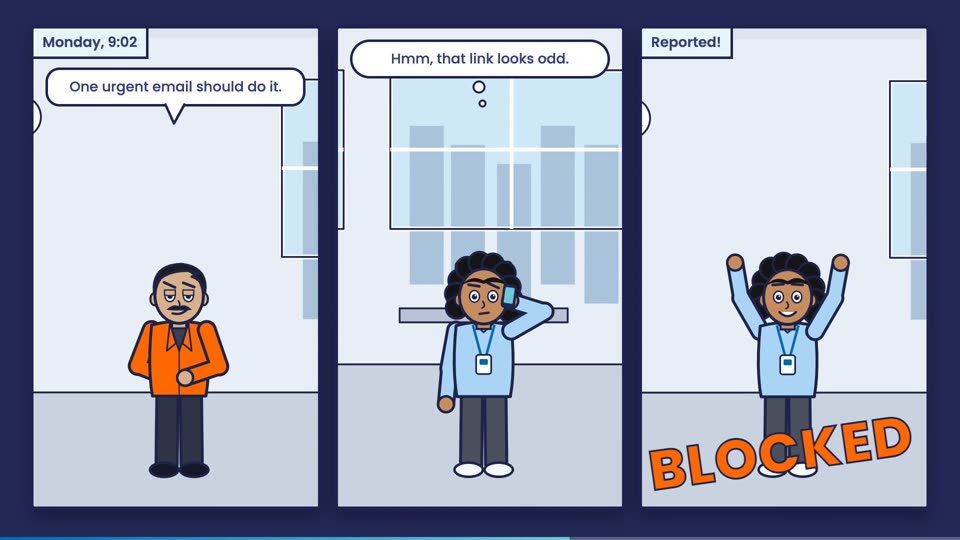 Monday, 9:02
One urgent email should do it.
Hmm, that link looks odd.
Reported!
BLOCKED